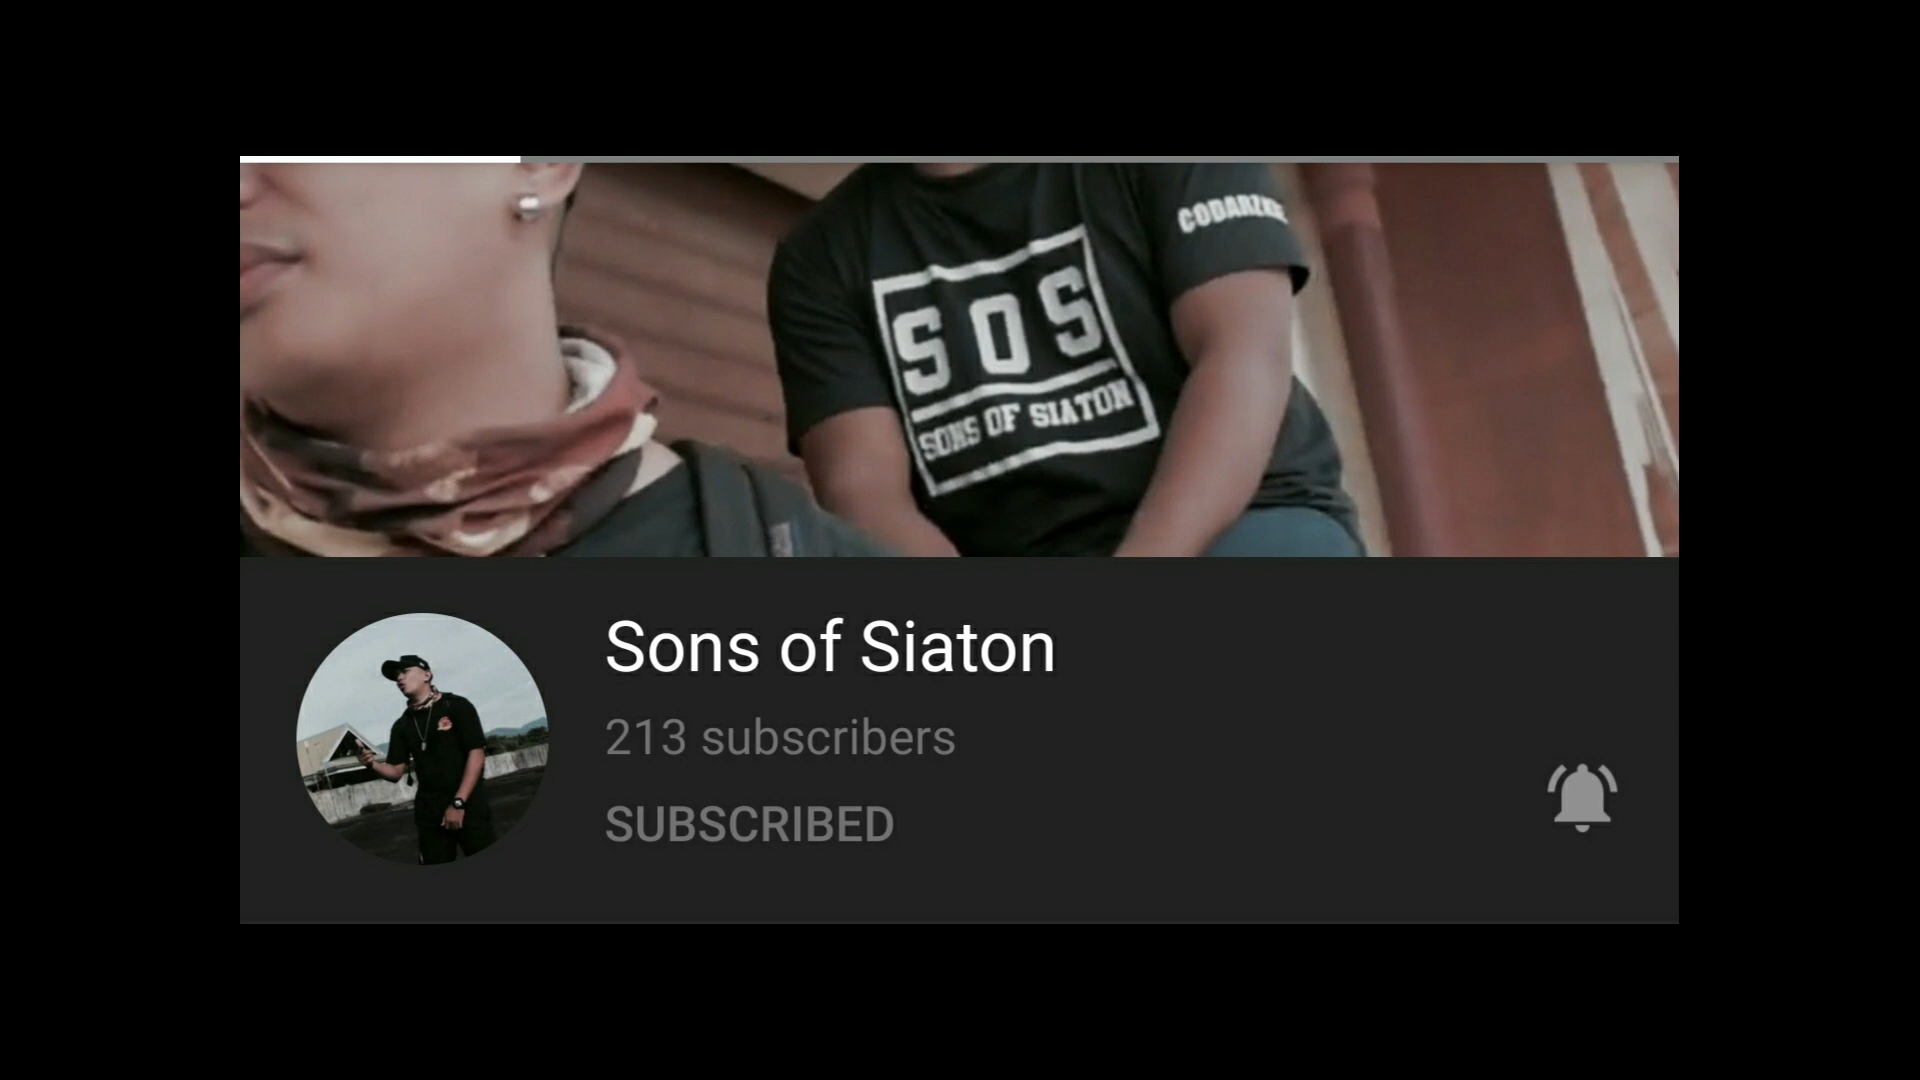 SOS
SONS OF SIATON
Sons of Siaton
213 subscribers
SUBSCRIBED